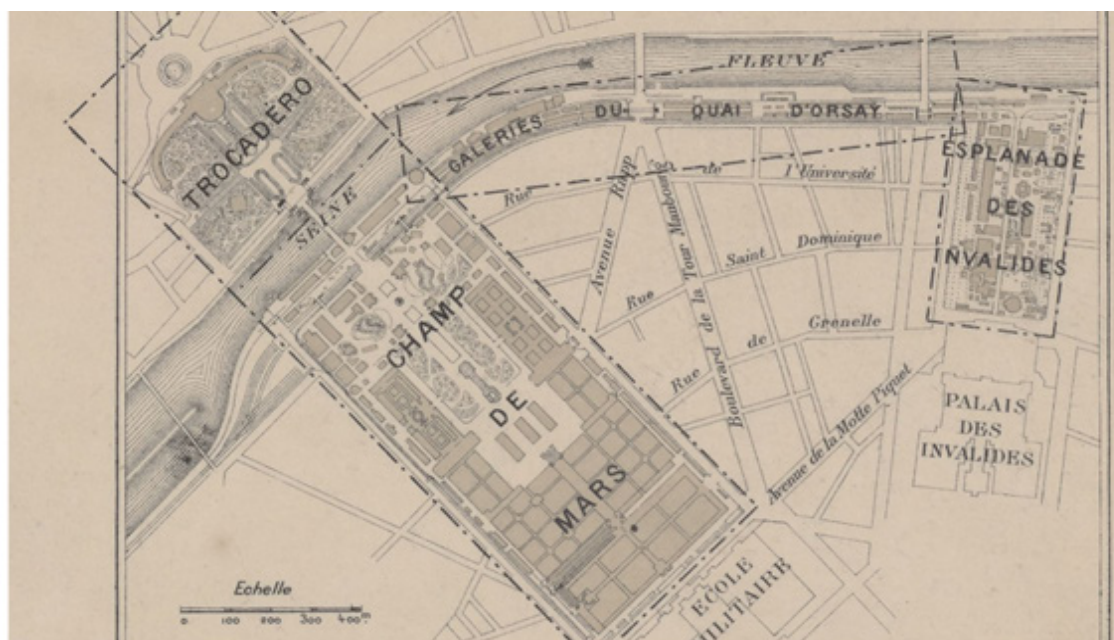 TROCADÉRO
SEINE
FLEUVE
GALERIES DU QUAI D'ORSAY
ESPLANADE
DES
INVALIDES
Rue de l'Université
Avenue RAPP
Boulevard de la Tour Maubourg
Rue Saint Dominique
Rue de Grenelle
Avenue de la Motte Piquet
CHAMP
DE
MARS
PALAIS
DES
INVALIDES
ECOLE
MILITAIRE
Echelle
0 100 200 300 400 m.